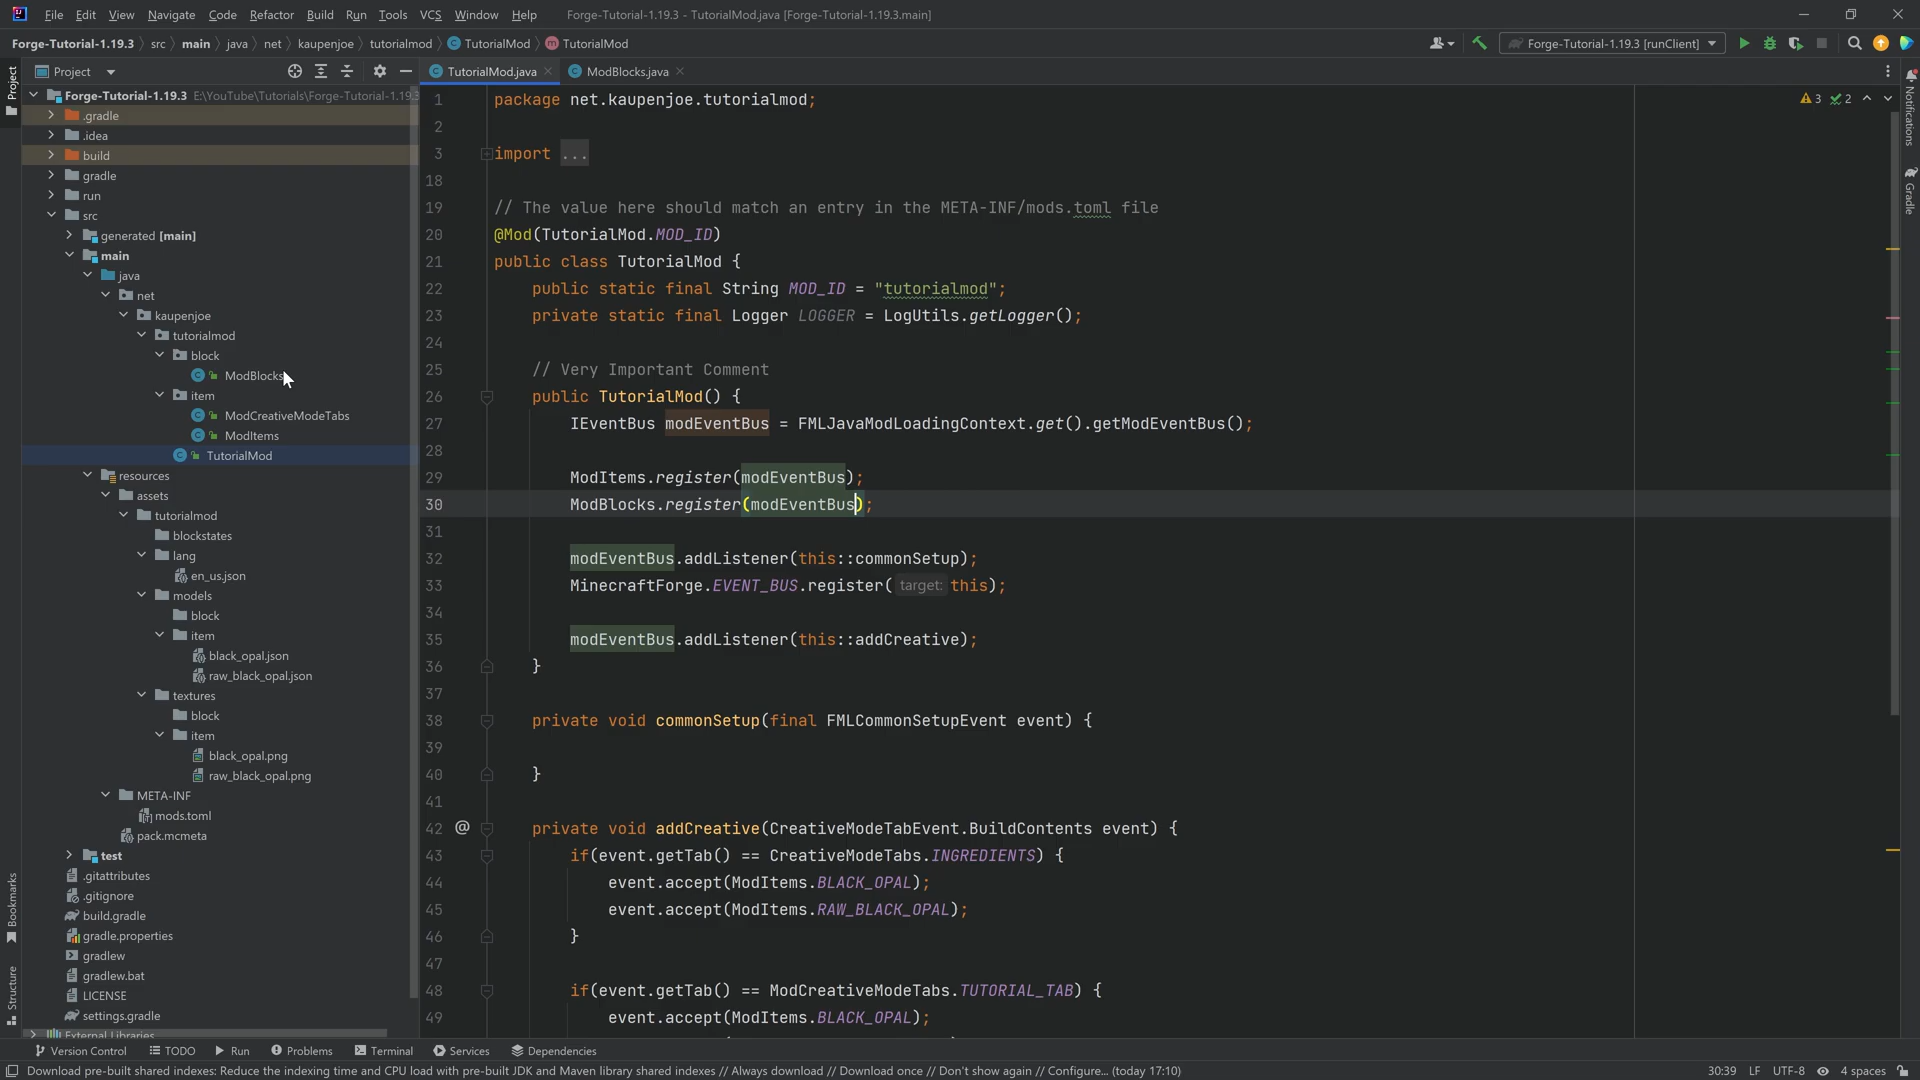 File Edit View Navigate Code Refactor Build Run Tools VCS Window Help Forge-Tutorial-1.19.3 - TutorialMod.java [Forge-Tutorial-1.19.3.main]
Forge-Tutorial-1.19.3 src main java net kaupenjoe tutorialmod TutorialMod TutorialMod Forge-Tutorial-1.19.3 [runClient]
Project
Project
Forge-Tutorial-1.19.3 E:\YouTube\Tutorials\Forge-Tutorial-1.19.3
.gradle
.idea
build
gradle
run
src
generated [main]
main
java
net
kaupenjoe
tutorialmod
block
ModBlocks
item
ModCreativeModeTabs
ModItems
TutorialMod
resources
assets
tutorialmod
blockstates
lang
en_us.json
models
block
item
black_opal.json
raw_black_opal.json
textures
block
item
black_opal.png
raw_black_opal.png
META-INF
mods.toml
pack.mcmeta
test
.gitattributes
.gitignore
build.gradle
gradle.properties
gradlew
gradlew.bat
LICENSE
settings.gradle
External Libraries
Bookmarks
Structure
TutorialMod.java ModBlocks.java
3 2
1 package net.kaupenjoe.tutorialmod;
2
3 import ...
18
19 // The value here should match an entry in the META-INF/mods.toml file
20 @Mod(TutorialMod.MOD_ID)
21 public class TutorialMod {
22 public static final String MOD_ID = "tutorialmod";
23 private static final Logger LOGGER = LogUtils.getLogger();
24
25 // Very Important Comment
26 public TutorialMod() {
27 IEventBus modEventBus = FMLJavaModLoadingContext.get().getModEventBus();
28
29 ModItems.register(modEventBus);
30 ModBlocks.register(modEventBus);
31
32 modEventBus.addListener(this::commonSetup);
33 MinecraftForge.EVENT_BUS.register( target: this);
34
35 modEventBus.addListener(this::addCreative);
36 }
37
38 private void commonSetup(final FMLCommonSetupEvent event) {
39
40 }
41
42 @ private void addCreative(CreativeModeTabEvent.BuildContents event) {
43 if(event.getTab() == CreativeModeTabs.INGREDIENTS) {
44 event.accept(ModItems.BLACK_OPAL);
45 event.accept(ModItems.RAW_BLACK_OPAL);
46 }
47
48 if(event.getTab() == ModCreativeModeTabs.TUTORIAL_TAB) {
49 event.accept(ModItems.BLACK_OPAL);
Notifications
Gradle
Version Control TODO Run Problems Terminal Services Dependencies
Download pre-built shared indexes: Reduce the indexing time and CPU load with pre-built JDK and Maven library shared indexes // Always download // Download once // Don't show again // Configure... (today 17:10) 30:39 LF UTF-8 4 spaces